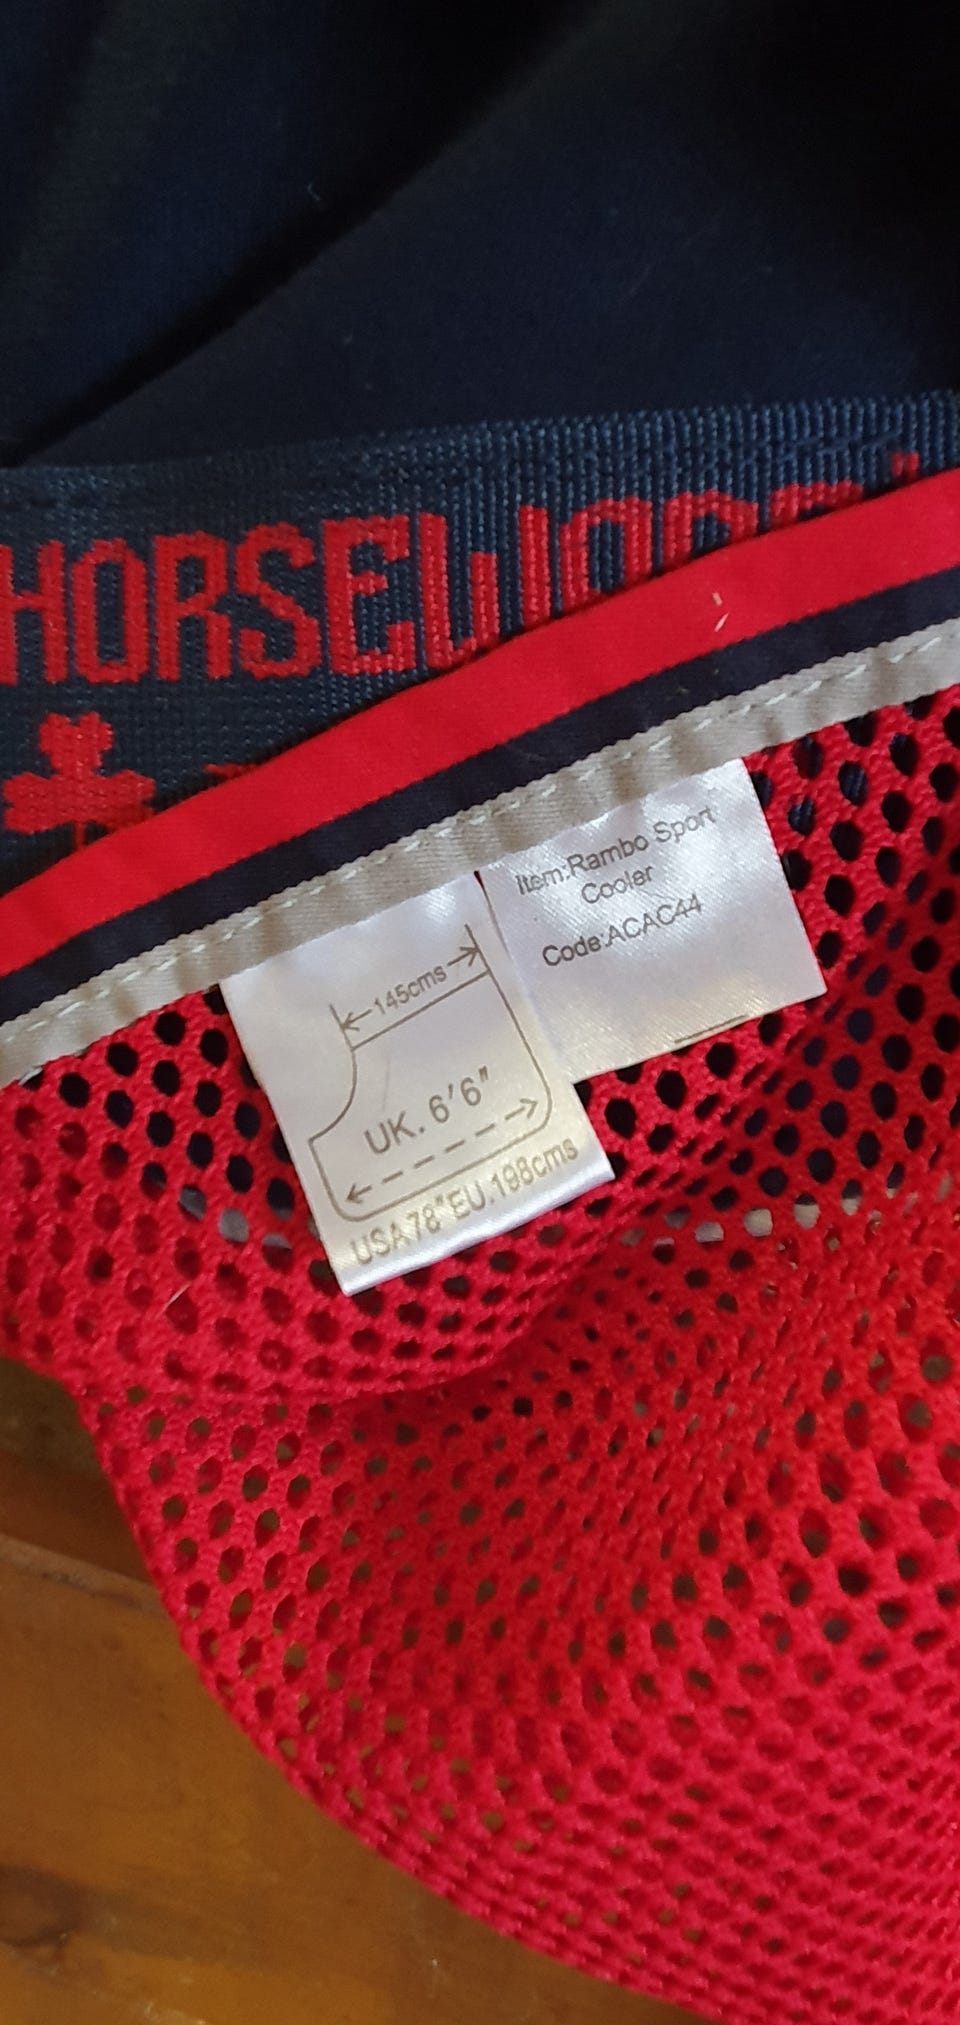 HORSEWARE
Item:Rambo Sport
Cooler
Code:ACAC44
145cms
UK. 6'6"
USA 78" EU.198cms